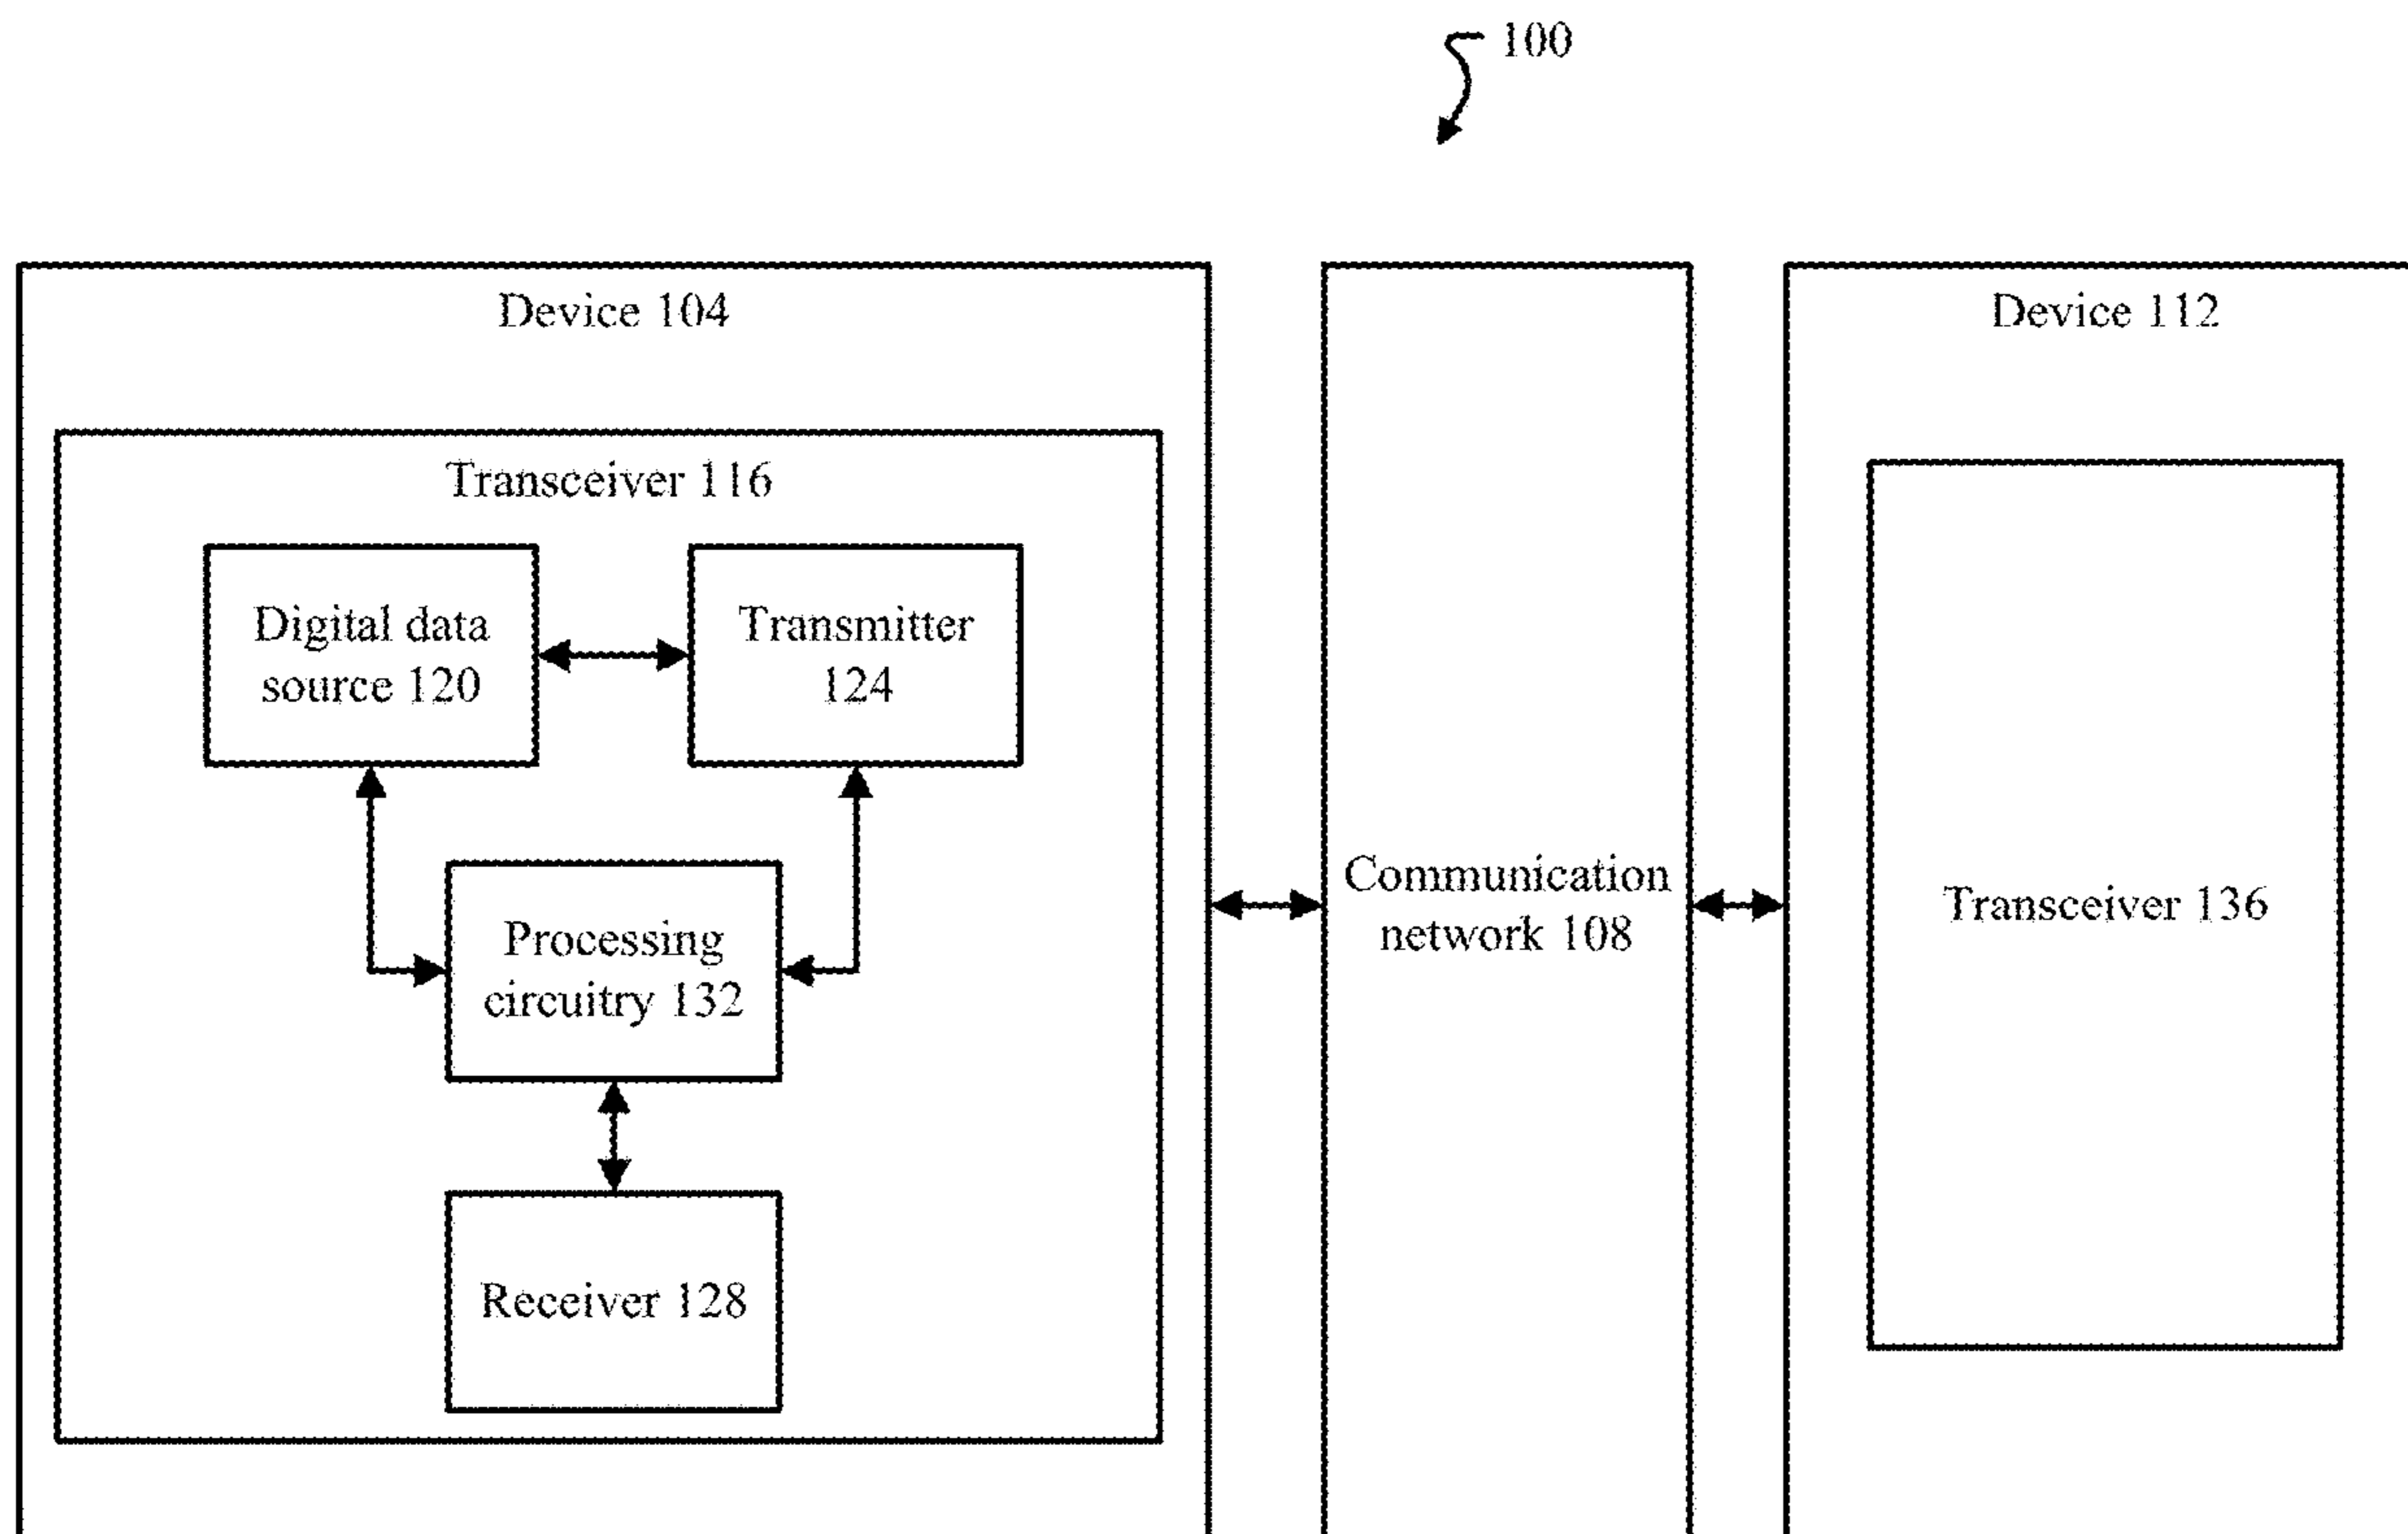 100
Device 104
Transceiver 116
Digital data
source 120
Transmitter
124
Processing
circuitry 132
Receiver 128
Communication
network 108
Device 112
Transceiver 136